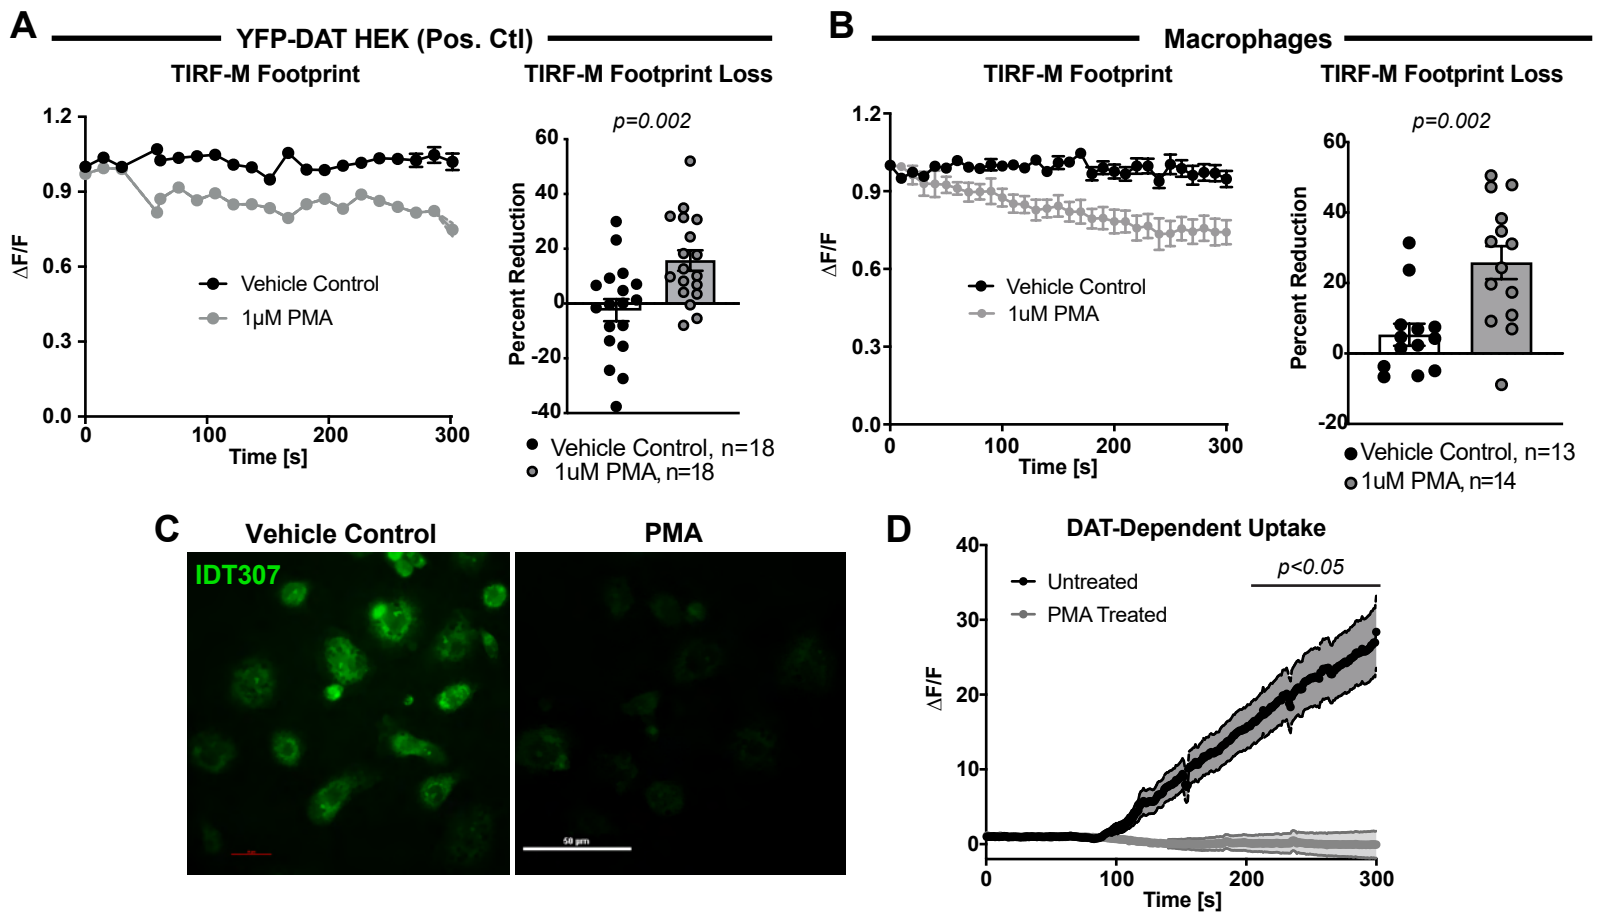 A
YFP-DAT HEK (Pos. Ctl)
TIRF-M Footprint
ΔF/F
1.2
0.9
0.6
0.3
0.0
Vehicle Control
1µM PMA
0
100
200
300
Time [s]
TIRF-M Footprint Loss
p=0.002
Percent Reduction
60
40
20
0
-20
-40
Vehicle Control, n=18
1uM PMA, n=18
B
Macrophages
TIRF-M Footprint
ΔF/F
1.2
0.9
0.6
0.3
0.0
Vehicle Control
1uM PMA
0
100
200
300
Time [s]
TIRF-M Footprint Loss
p=0.002
Percent Reduction
60
40
20
0
-20
Vehicle Control, n=13
1uM PMA, n=14
C
Vehicle Control
PMA
IDT307
50 µm
D
DAT-Dependent Uptake
ΔF/F
40
30
20
10
0
Untreated
PMA Treated
p<0.05
0
100
200
300
Time [s]